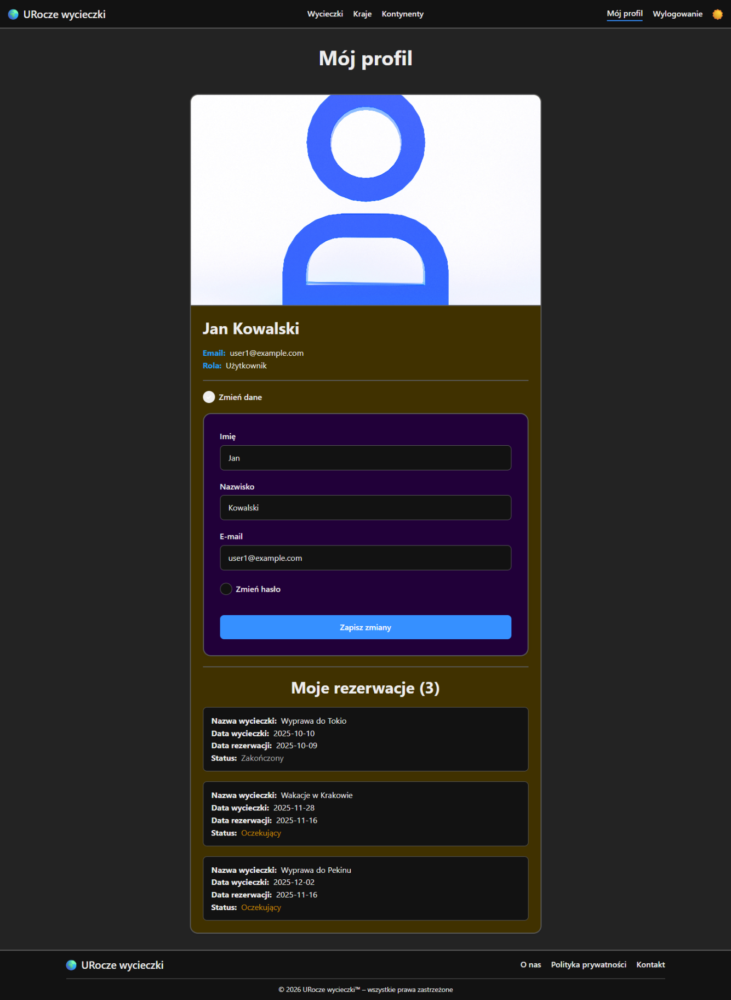 URocze wycieczki
Wycieczki Kraje Kontynenty
Mój profil Wylogowanie
Mój profil
Jan Kowalski
Email: user1@example.com
Rola: Użytkownik
Zmień dane
Imię
Jan
Nazwisko
Kowalski
E-mail
user1@example.com
Zmień hasło
Zapisz zmiany
Moje rezerwacje (3)
Nazwa wycieczki: Wyprawa do Tokio
Data wycieczki: 2025-10-10
Data rezerwacji: 2025-10-09
Status: Zakończony
Nazwa wycieczki: Wakacje w Krakowie
Data wycieczki: 2025-11-28
Data rezerwacji: 2025-11-16
Status: Oczekujący
Nazwa wycieczki: Wyprawa do Pekinu
Data wycieczki: 2025-12-02
Data rezerwacji: 2025-11-16
Status: Oczekujący
URocze wycieczki
O nas Polityka prywatności Kontakt
© 2026 URocze wycieczki™ – wszystkie prawa zastrzeżone